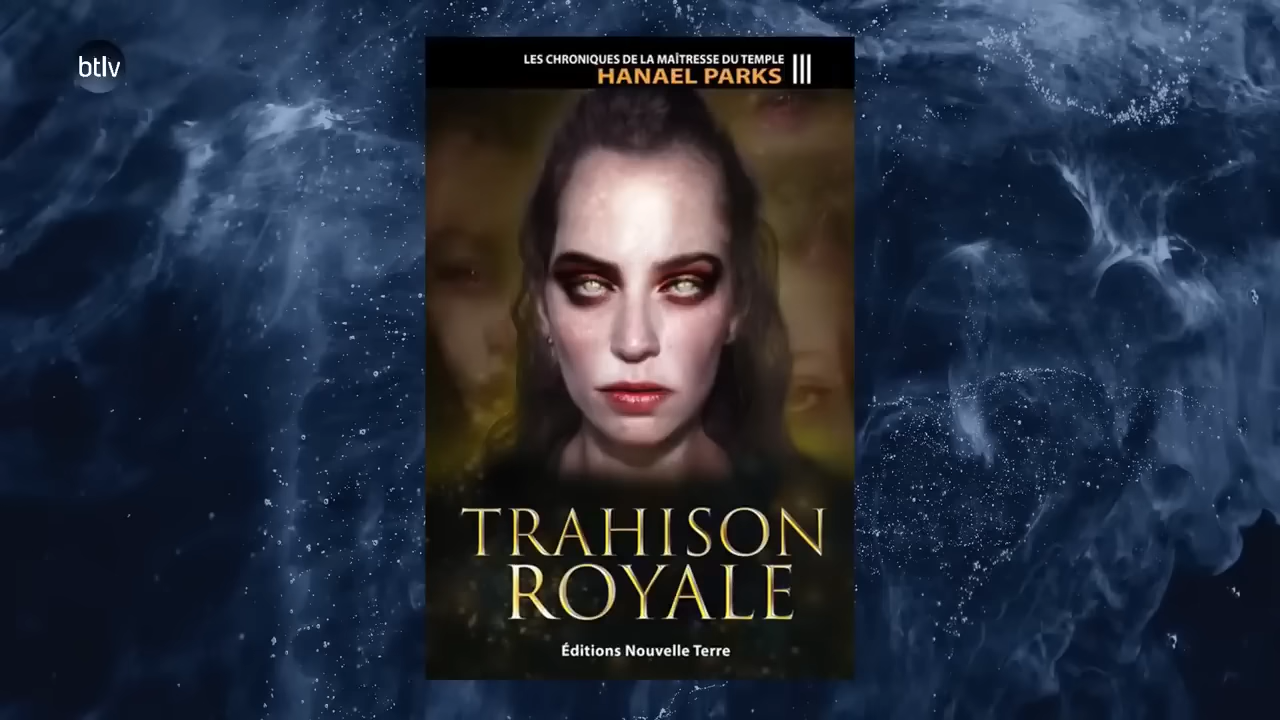 btlv
LES CHRONIQUES DE LA MAÎTRESSE DU TEMPLE
HANAEL PARKS
III
TRAHISON
ROYALE
Éditions Nouvelle Terre